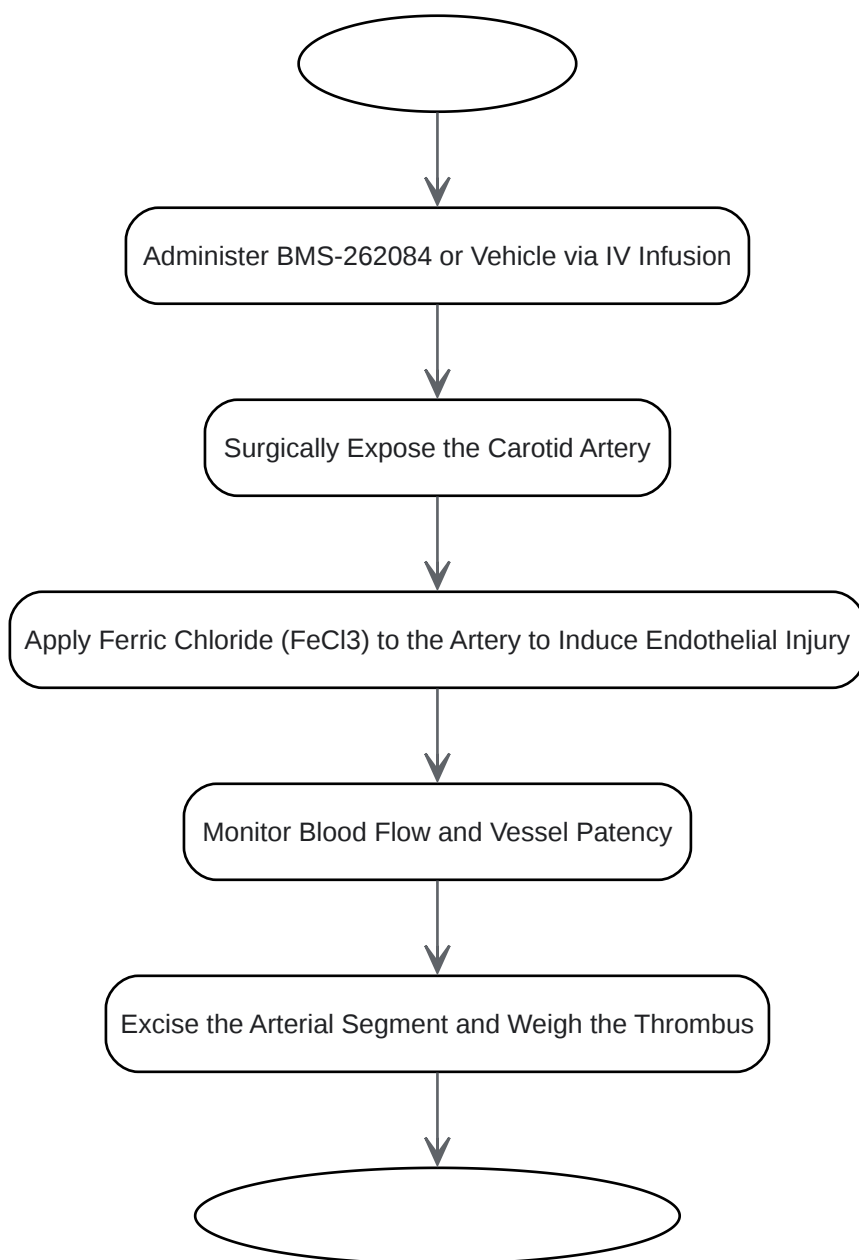 Administer BMS-262084 or Vehicle via IV Infusion
Surgically Expose the Carotid Artery
Apply Ferric Chloride (FeCl3) to the Artery to Induce Endothelial Injury
Monitor Blood Flow and Vessel Patency
Excise the Arterial Segment and Weigh the Thrombus